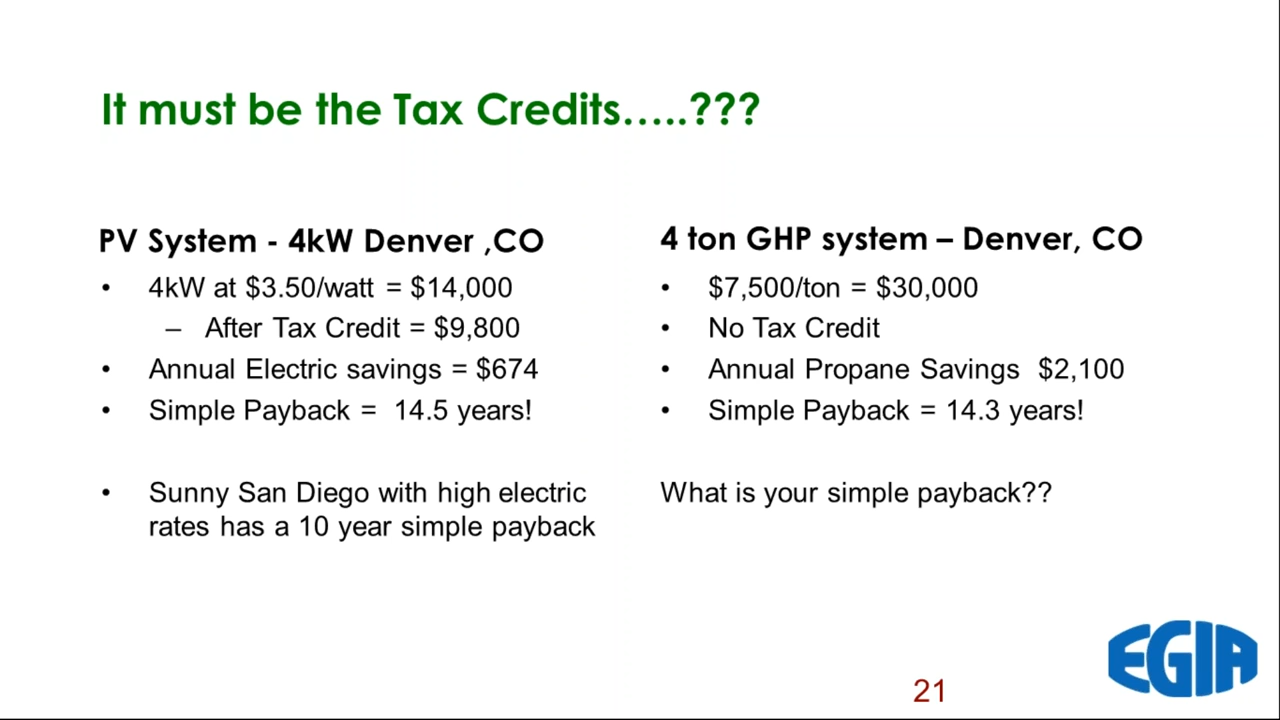 It must be the Tax Credits.....???
PV System - 4kW Denver ,CO
• 4kW at $3.50/watt = $14,000
– After Tax Credit = $9,800
• Annual Electric savings = $674
• Simple Payback = 14.5 years!
• Sunny San Diego with high electric
rates has a 10 year simple payback
4 ton GHP system – Denver, CO
• $7,500/ton = $30,000
• No Tax Credit
• Annual Propane Savings $2,100
• Simple Payback = 14.3 years!
What is your simple payback??
21
EGIA